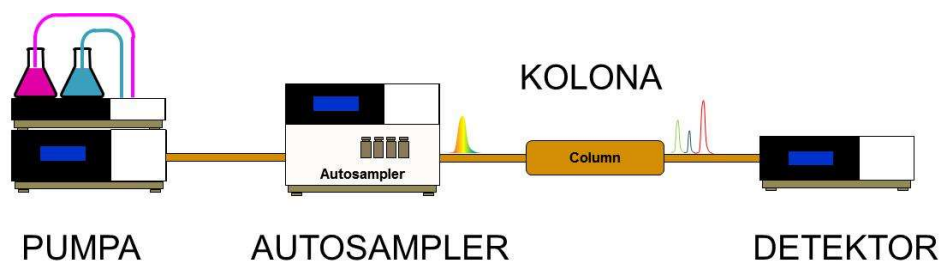 KOLONA
Column
Autosampler
PUMPA
AUTOSAMPLER
DETEKTOR